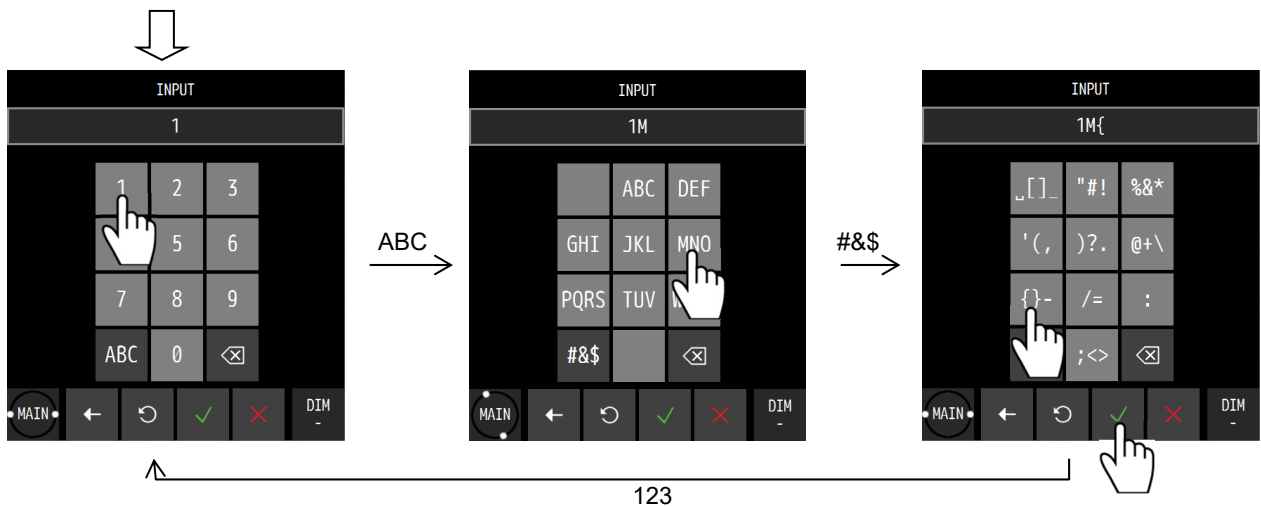 INPUT
1
1 2 3
5 6
7 8 9
ABC 0
MAIN
DIM
-
ABC
INPUT
1M
ABC DEF
GHI JKL MNO
PQRS TUV
#&$
MAIN
DIM
-
#&$
INPUT
1M{
␣[]_ "#! %&*
'(, )?. @+\
{}- /= :
;<>
MAIN
DIM
-
123